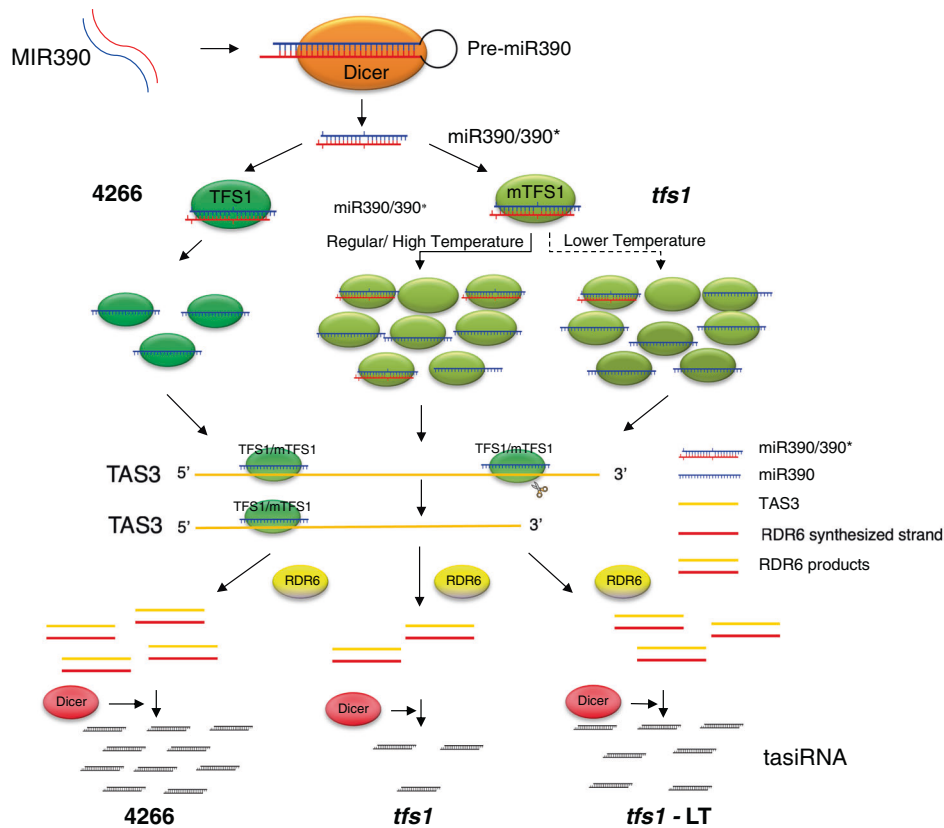 MIR390
Pre-miR390
Dicer
miR390/390*
4266
TFS1
miR390/390*
mTFS1
tfs1
Regular/ High Temperature
Lower Temperature
TFS1/mTFS1
TFS1/mTFS1
TAS3 5’ 3’
TFS1/mTFS1
TAS3 5’ 3’
miR390/390*
miR390
TAS3
RDR6 synthesized strand
RDR6 products
RDR6
RDR6
RDR6
Dicer
Dicer
Dicer
tasiRNA
4266
tfs1
tfs1 - LT